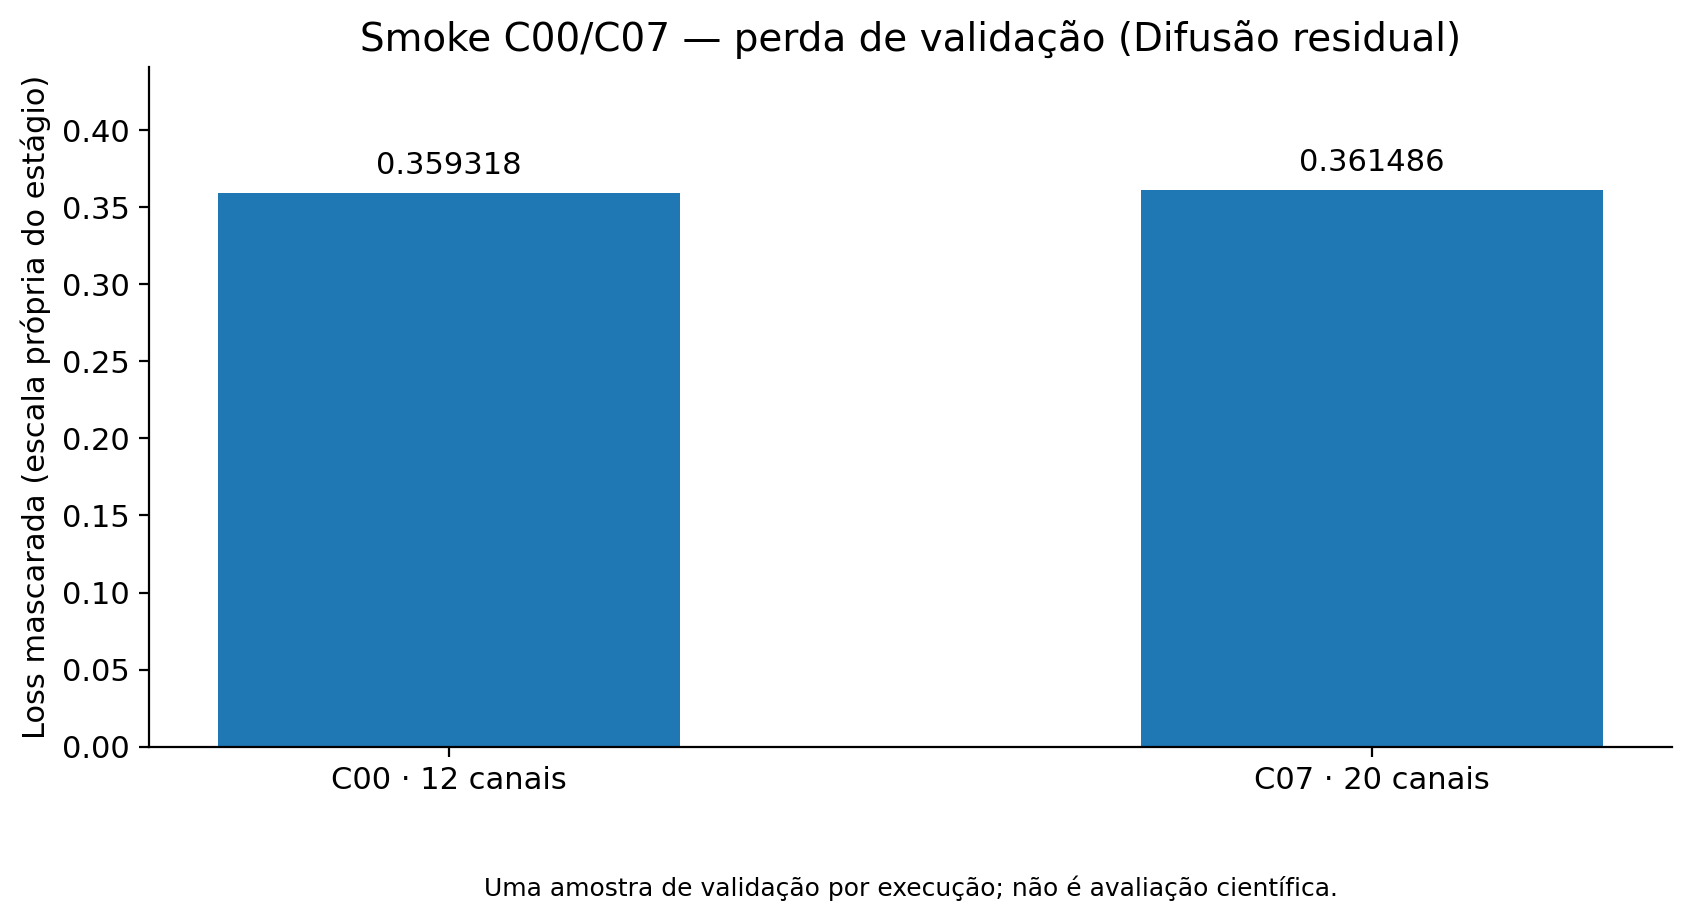 Smoke C00/C07 — perda de validação (Difusão residual)
Loss mascarada (escala própria do estágio)
0.40
0.35
0.30
0.25
0.20
0.15
0.10
0.05
0.00
0.359318
0.361486
C00 · 12 canais
C07 · 20 canais
Uma amostra de validação por execução; não é avaliação científica.